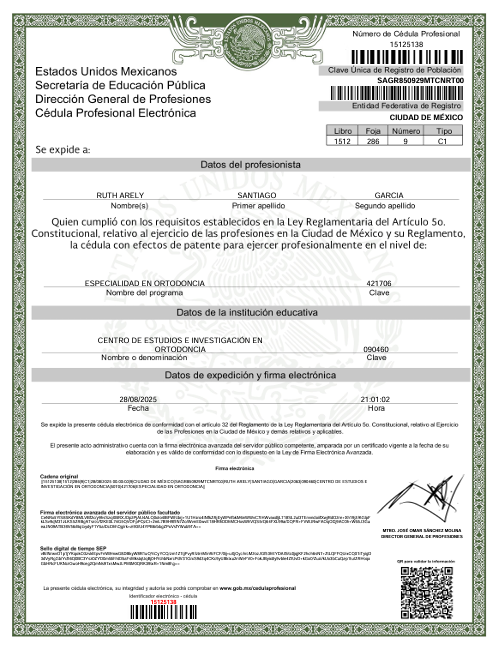 Número de Cédula Profesional
15125138
Clave Única de Registro de Población
SAGR850929MTCNRT00
Entidad Federativa de Registro
CIUDAD DE MÉXICO
Libro Foja Número Tipo
1512 286 9 C1
Estados Unidos Mexicanos
Secretaría de Educación Pública
Dirección General de Profesiones
Cédula Profesional Electrónica
Se expide a:
Datos del profesionista
RUTH ARELY SANTIAGO GARCIA
Nombre(s) Primer apellido Segundo apellido
Quien cumplió con los requisitos establecidos en la Ley Reglamentaria del Artículo 5o.
Constitucional, relativo al ejercicio de las profesiones en la Ciudad de México y su Reglamento,
la cédula con efectos de patente para ejercer profesionalmente en el nivel de:
ESPECIALIDAD EN ORTODONCIA 421706
Nombre del programa Clave
Datos de la institución educativa
CENTRO DE ESTUDIOS E INVESTIGACIÓN EN
ORTODONCIA 090460
Nombre o denominación Clave
Datos de expedición y firma electrónica
28/08/2025 21:01:02
Fecha Hora
Se expide la presente cédula electrónica de conformidad con el artículo 32 del Reglamento de la Ley Reglamentaria del Artículo 5o. Constitucional, relativo al Ejercicio
de las Profesiones en la Ciudad de México y demás relativos y aplicables.
El presente acto administrativo cuenta con la firma electrónica avanzada del servidor público competente, amparada por un certificado vigente a la fecha de su
elaboración y es válido de conformidad con lo dispuesto en la Ley de Firma Electrónica Avanzada.
Firma electrónica
Cadena original
Firma electrónica avanzada del servidor público facultado
MTRO. JOSÉ OMAR SÁNCHEZ MOLINA
DIRECTOR GENERAL DE PROFESIONES
Sello digital de tiempo SEP
QR para validar la información
La presente cédula electrónica, su integridad y autoría se podrá comprobar en www.gob.mx/cedulaprofesional
Identificador electrónico - cédula
15125138